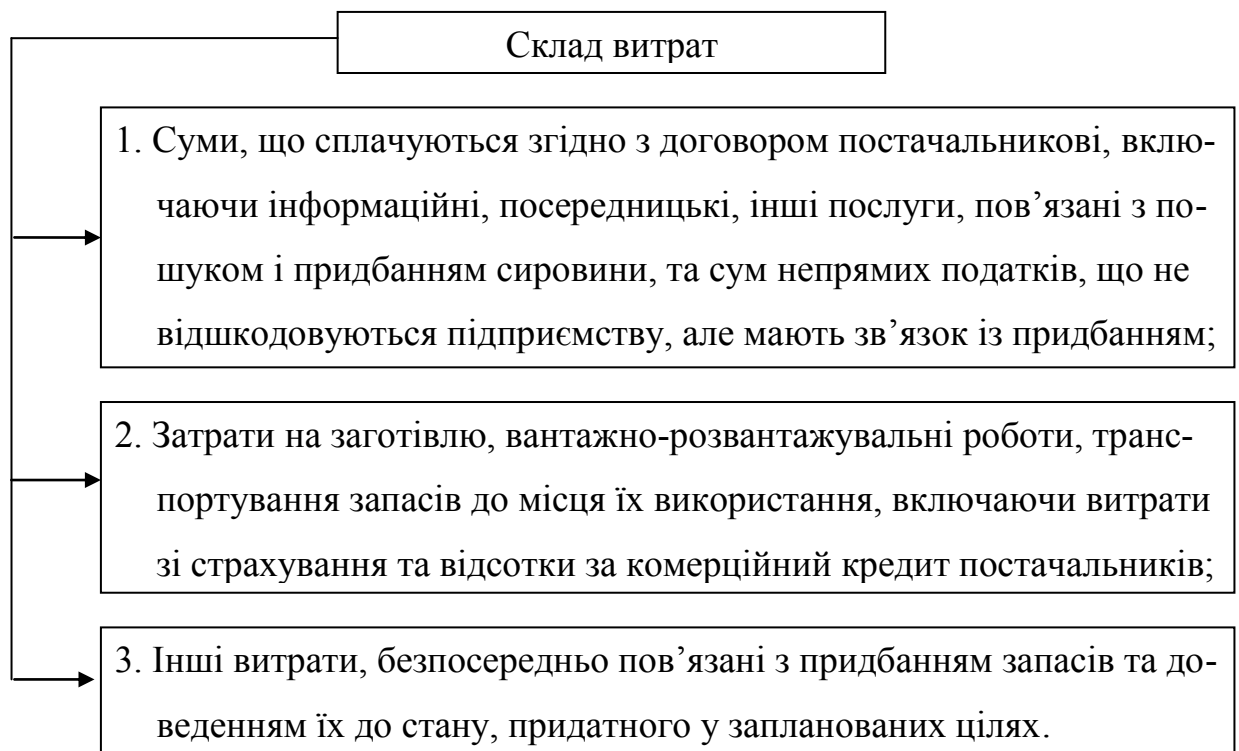 Склад витрат
1. Суми, що сплачуються згідно з договором постачальникові, вклю-
чаючи інформаційні, посередницькі, інші послуги, пов’язані з по-
шуком і придбанням сировини, та сум непрямих податків, що не
відшкодовуються підприємству, але мають зв’язок із придбанням;
2. Затрати на заготівлю, вантажно-розвантажувальні роботи, транс-
портування запасів до місця їх використання, включаючи витрати
зі страхування та відсотки за комерційний кредит постачальників;
3. Інші витрати, безпосередньо пов’язані з придбанням запасів та до-
веденням їх до стану, придатного у запланованих цілях.